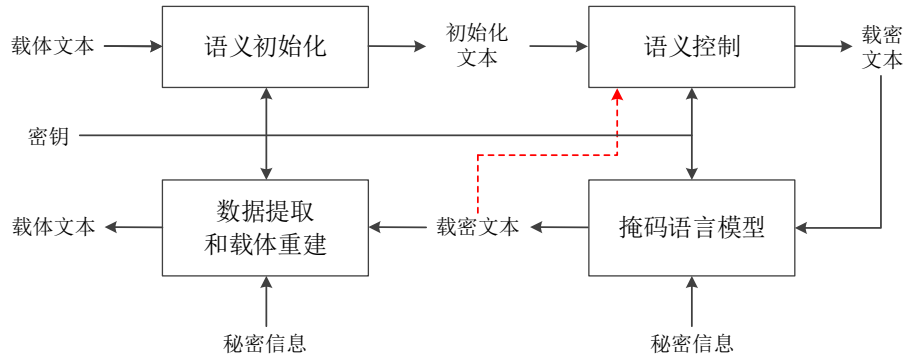 载体文本
语义初始化
初始化
文本
语义控制
载密
文本
密钥
载体文本
数据提取
和载体重建
载密文本
掩码语言模型
秘密信息
秘密信息